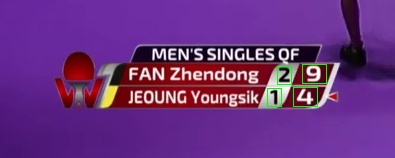 MEN'S SINGLES QF
FAN Zhendong 2 9
JEOUNG Youngsik 1 4